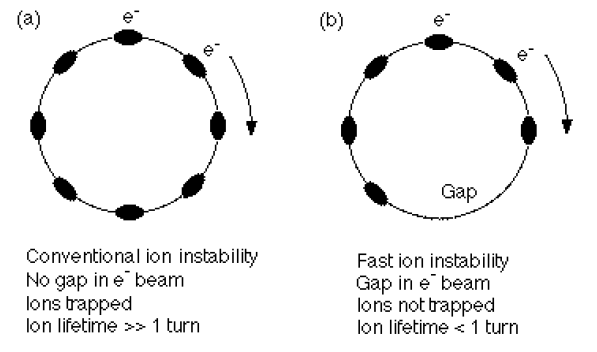 (a)
e⁻
e⁻
Conventional ion instability
No gap in e⁻ beam
Ions trapped
Ion lifetime >> 1 turn
(b)
e⁻
e⁻
Gap
Fast ion instability
Gap in e⁻ beam
Ions not trapped
Ion lifetime < 1 turn